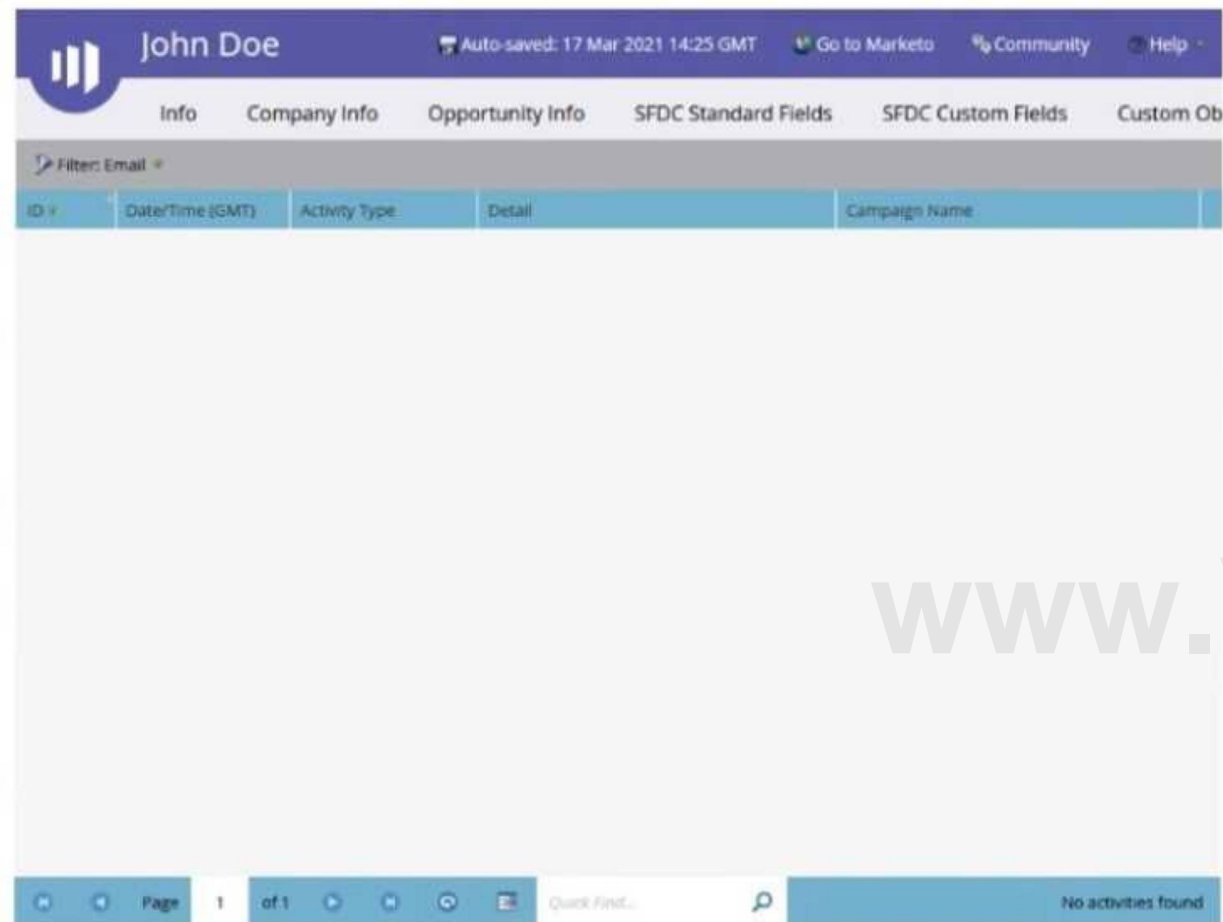 John Doe Auto-saved: 17 Mar 2021 14:25 GMT Go to Marketo Community Help
Info Company Info Opportunity Info SFDC Standard Fields SFDC Custom Fields Custom Ob
Filter: Email
ID Date/Time (GMT) Activity Type Detail Campaign Name
www.
Page 1 of 1 Quick Find... No activities found